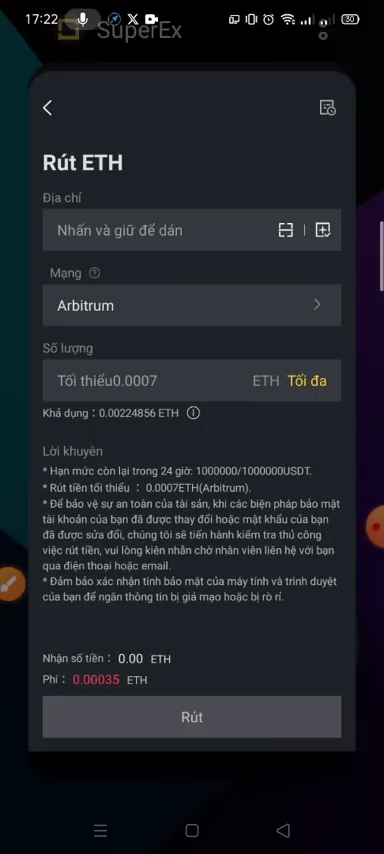 17:22
30
SuperEx
Rút ETH
Địa chỉ
Nhấn và giữ để dán
Mạng
Arbitrum
Số lượng
Tối thiểu0.0007 ETH Tối đa
Khả dụng : 0.00224856 ETH
Lời khuyên
* Hạn mức còn lại trong 24 giờ: 1000000/1000000USDT.
* Rút tiền tối thiểu : 0.0007ETH(Arbitrum).
* Để bảo vệ sự an toàn của tài sản, khi các biện pháp bảo mật
tài khoản của bạn đã được thay đổi hoặc mật khẩu của bạn
đã được sửa đổi, chúng tôi sẽ tiến hành kiểm tra thủ công
việc rút tiền, vui lòng kiên nhẫn chờ nhân viên liên hệ với bạn
qua điện thoại hoặc email.
* Đảm bảo xác nhận tính bảo mật của máy tính và trình duyệt
của bạn để ngăn thông tin bị giả mạo hoặc bị rò rỉ.
Nhận số tiền : 0.00 ETH
Phí : 0.00035 ETH
Rút